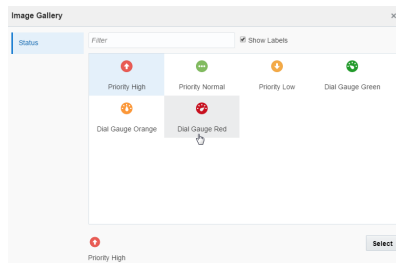 Image Gallery ×
Status
Filter Show Labels
Priority High Priority Normal Priority Low Dial Gauge Green
Dial Gauge Orange Dial Gauge Red
Select
Priority High